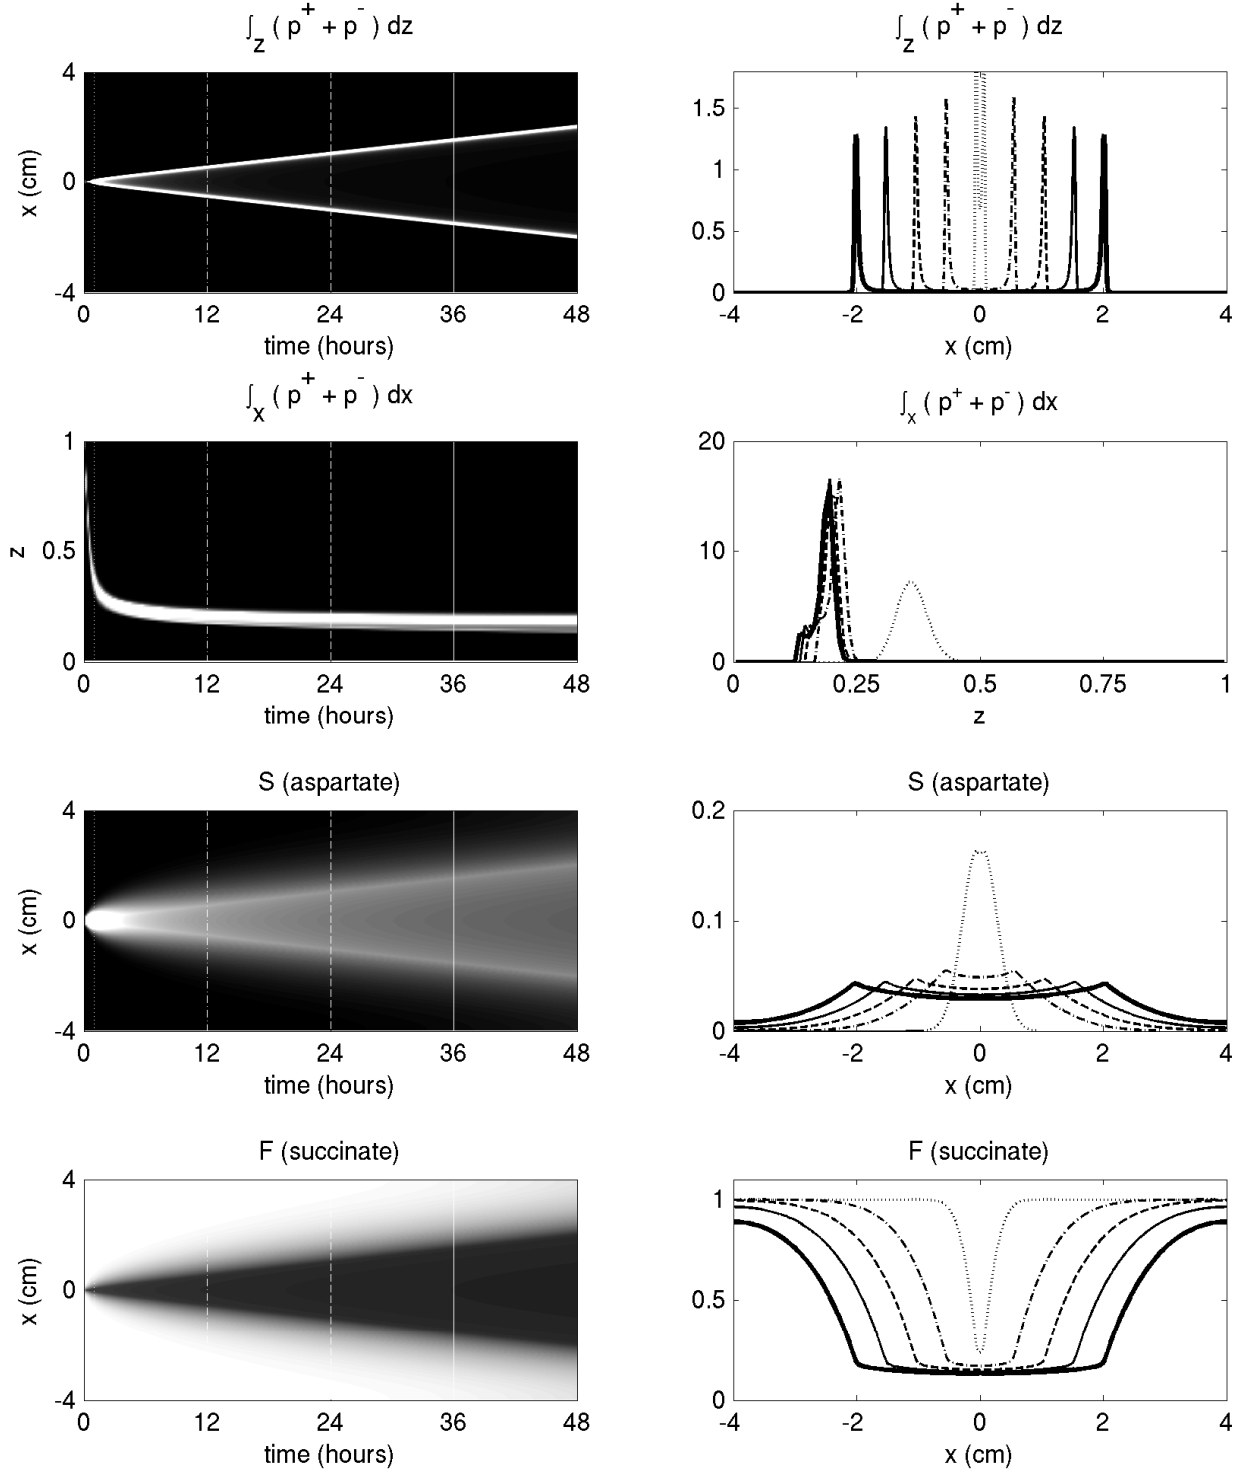 ∫z ( p+ + p- ) dz
4
0
-4
x (cm)
0 12 24 36 48
time (hours)
∫z ( p+ + p- ) dz
1.5
1
0.5
0
-4 -2 0 2 4
x (cm)
∫x ( p+ + p- ) dx
1
0.5
0
z
0 12 24 36 48
time (hours)
∫x ( p+ + p- ) dx
20
10
0
0 0.25 0.5 0.75 1
z
S (aspartate)
4
0
-4
x (cm)
0 12 24 36 48
time (hours)
S (aspartate)
0.2
0.1
0
-4 -2 0 2 4
x (cm)
F (succinate)
4
0
-4
x (cm)
0 12 24 36 48
time (hours)
F (succinate)
1
0.5
0
-4 -2 0 2 4
x (cm)